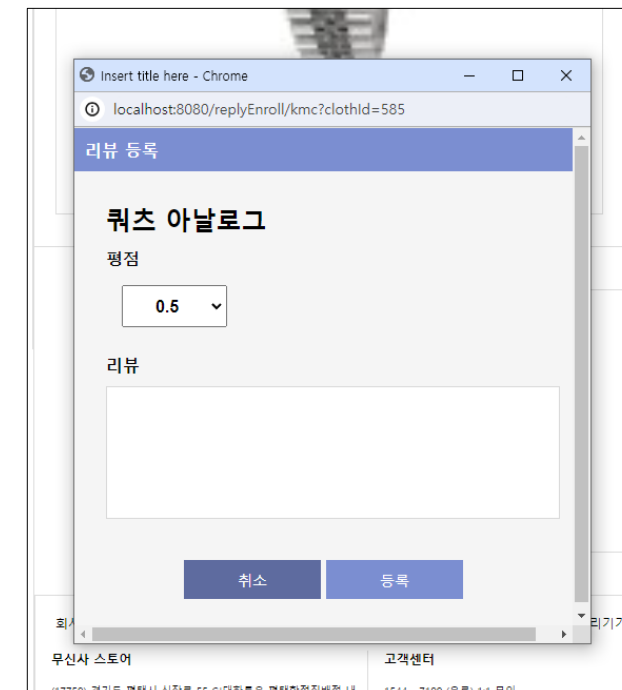 Insert title here - Chrome
localhost:8080/replyEnroll/kmc?clothId=585
리뷰 등록
쿼츠 아날로그
평점
0.5
리뷰
취소 등록
무신사 스토어 고객센터